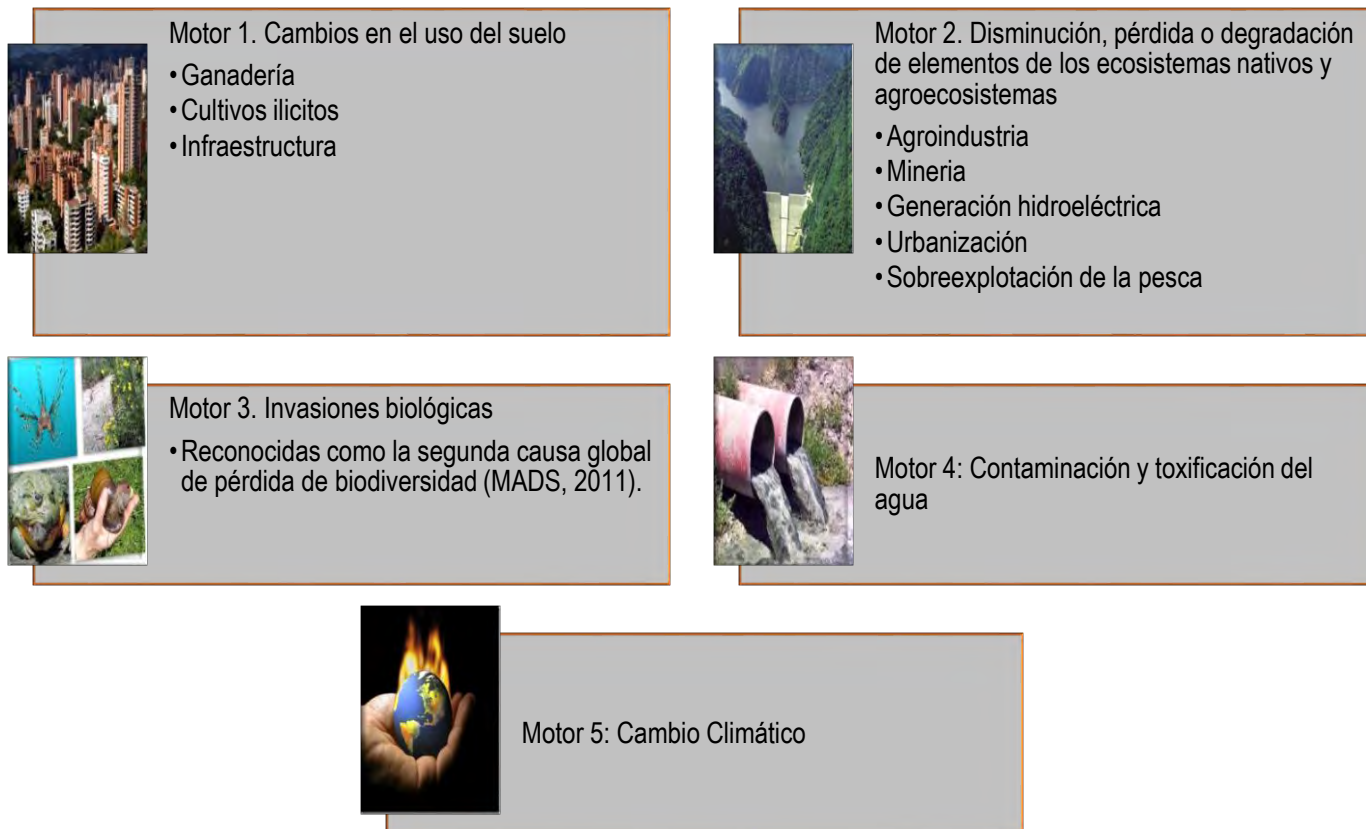 Motor 1. Cambios en el uso del suelo
•Ganadería
•Cultivos ilicitos
•Infraestructura
Motor 2. Disminución, pérdida o degradación
de elementos de los ecosistemas nativos y
agroecosistemas
•Agroindustria
•Mineria
•Generación hidroeléctrica
•Urbanización
•Sobreexplotación de la pesca
Motor 3. Invasiones biológicas
•Reconocidas como la segunda causa global
de pérdida de biodiversidad (MADS, 2011).
Motor 4: Contaminación y toxificación del
agua
Motor 5: Cambio Climático